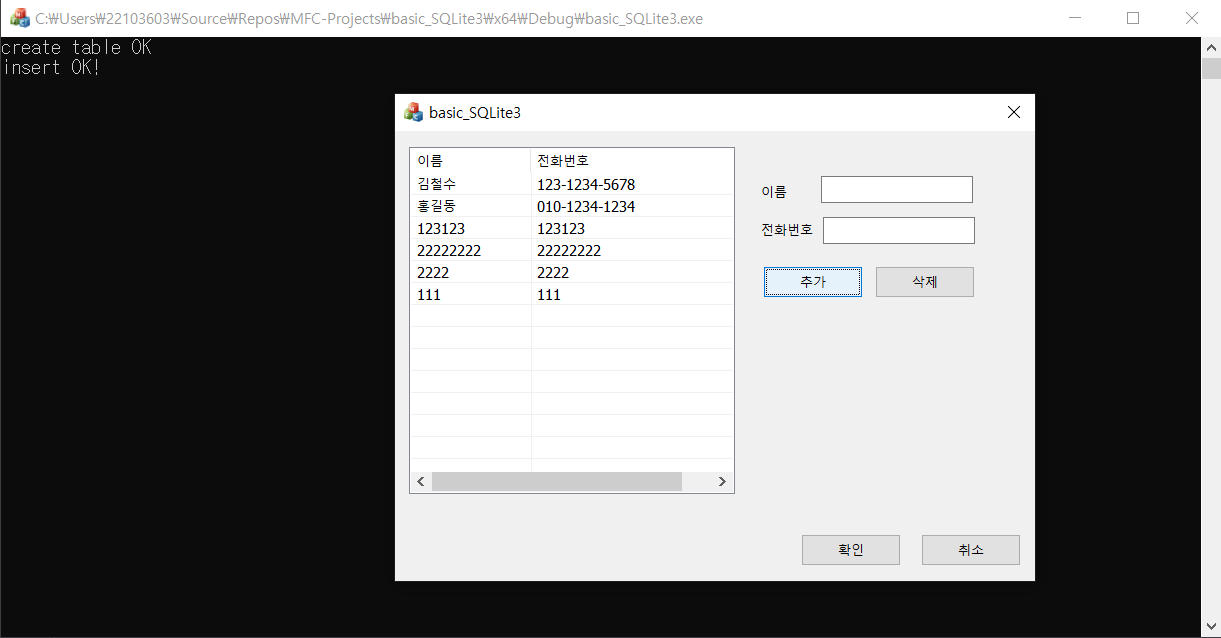 C:₩Users₩22103603₩Source₩Repos₩MFC-Projects₩basic_SQLite3₩x64₩Debug₩basic_SQLite3.exe
create table OK
insert OK!
basic_SQLite3
이름 전화번호
김철수 123-1234-5678
홍길동 010-1234-1234
123123 123123
22222222 22222222
2222 2222
111 111
이름
전화번호
추가 삭제
확인 취소